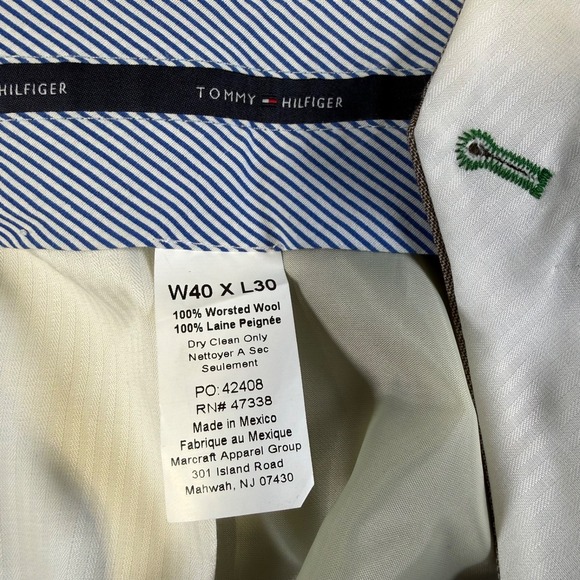 HILFIGER TOMMY HILFIGER
W40 X L30
100% Worsted Wool
100% Laine Peignée
Dry Clean Only
Nettoyer A Sec
Seulement
PO: 42408
RN# 47338
Made in Mexico
Fabrique au Mexique
Marcraft Apparel Group
301 Island Road
Mahwah, NJ 07430